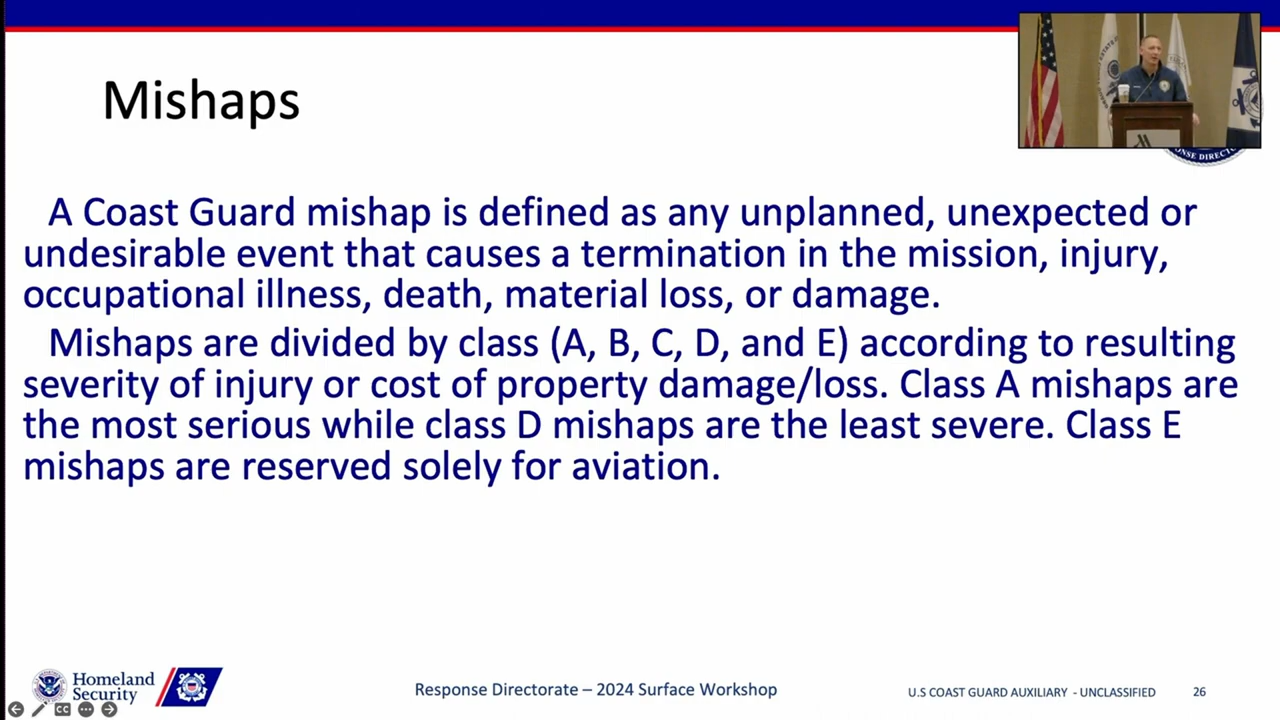 Mishaps
ONSE DIRECTO
A Coast Guard mishap is defined as any unplanned, unexpected or
undesirable event that causes a termination in the mission, injury,
occupational illness, death, material loss, or damage.
Mishaps are divided by class (A, B, C, D, and E) according to resulting
severity of injury or cost of property damage/loss. Class A mishaps are
the most serious while class D mishaps are the least severe. Class E
mishaps are reserved solely for aviation.
Homeland
Security
Response Directorate – 2024 Surface Workshop
U.S COAST GUARD AUXILIARY - UNCLASSIFIED
26
CC